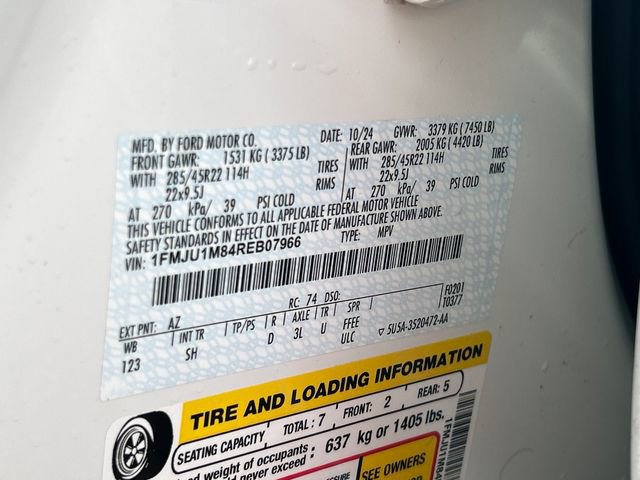 MFD. BY FORD MOTOR CO.
DATE: 10/24 GVWR: 3379 KG (7450 LB)
FRONT GAWR: 1531 KG (3375 LB)
REAR GAWR: 2005 KG (4420 LB)
WITH 285/45R22 114H TIRES
WITH 285/45R22 114H TIRES
22x9.5J RIMS
22x9.5J RIMS
AT 270 kPa/ 39 PSI COLD
AT 270 kPa/ 39 PSI COLD
THIS VEHICLE CONFORMS TO ALL APPLICABLE FEDERAL MOTOR VEHICLE
SAFETY STANDARDS IN EFFECT ON THE DATE OF MANUFACTURE SHOWN ABOVE.
VIN: 1FMJU1M84REB07966 TYPE: MPV
EXT PNT: AZ RC: 74 DSO: F0201
WB INT TR TP/PS R AXLE TR SPR T0377
123 SH D 3L U FFEE
ULC 5U5A-3520472-AA
TIRE AND LOADING INFORMATION
SEATING CAPACITY TOTAL: 7 FRONT: 2 REAR: 5
weight of occupants
never exceed: 637 kg or 1405 lbs.
SEE OWNERS